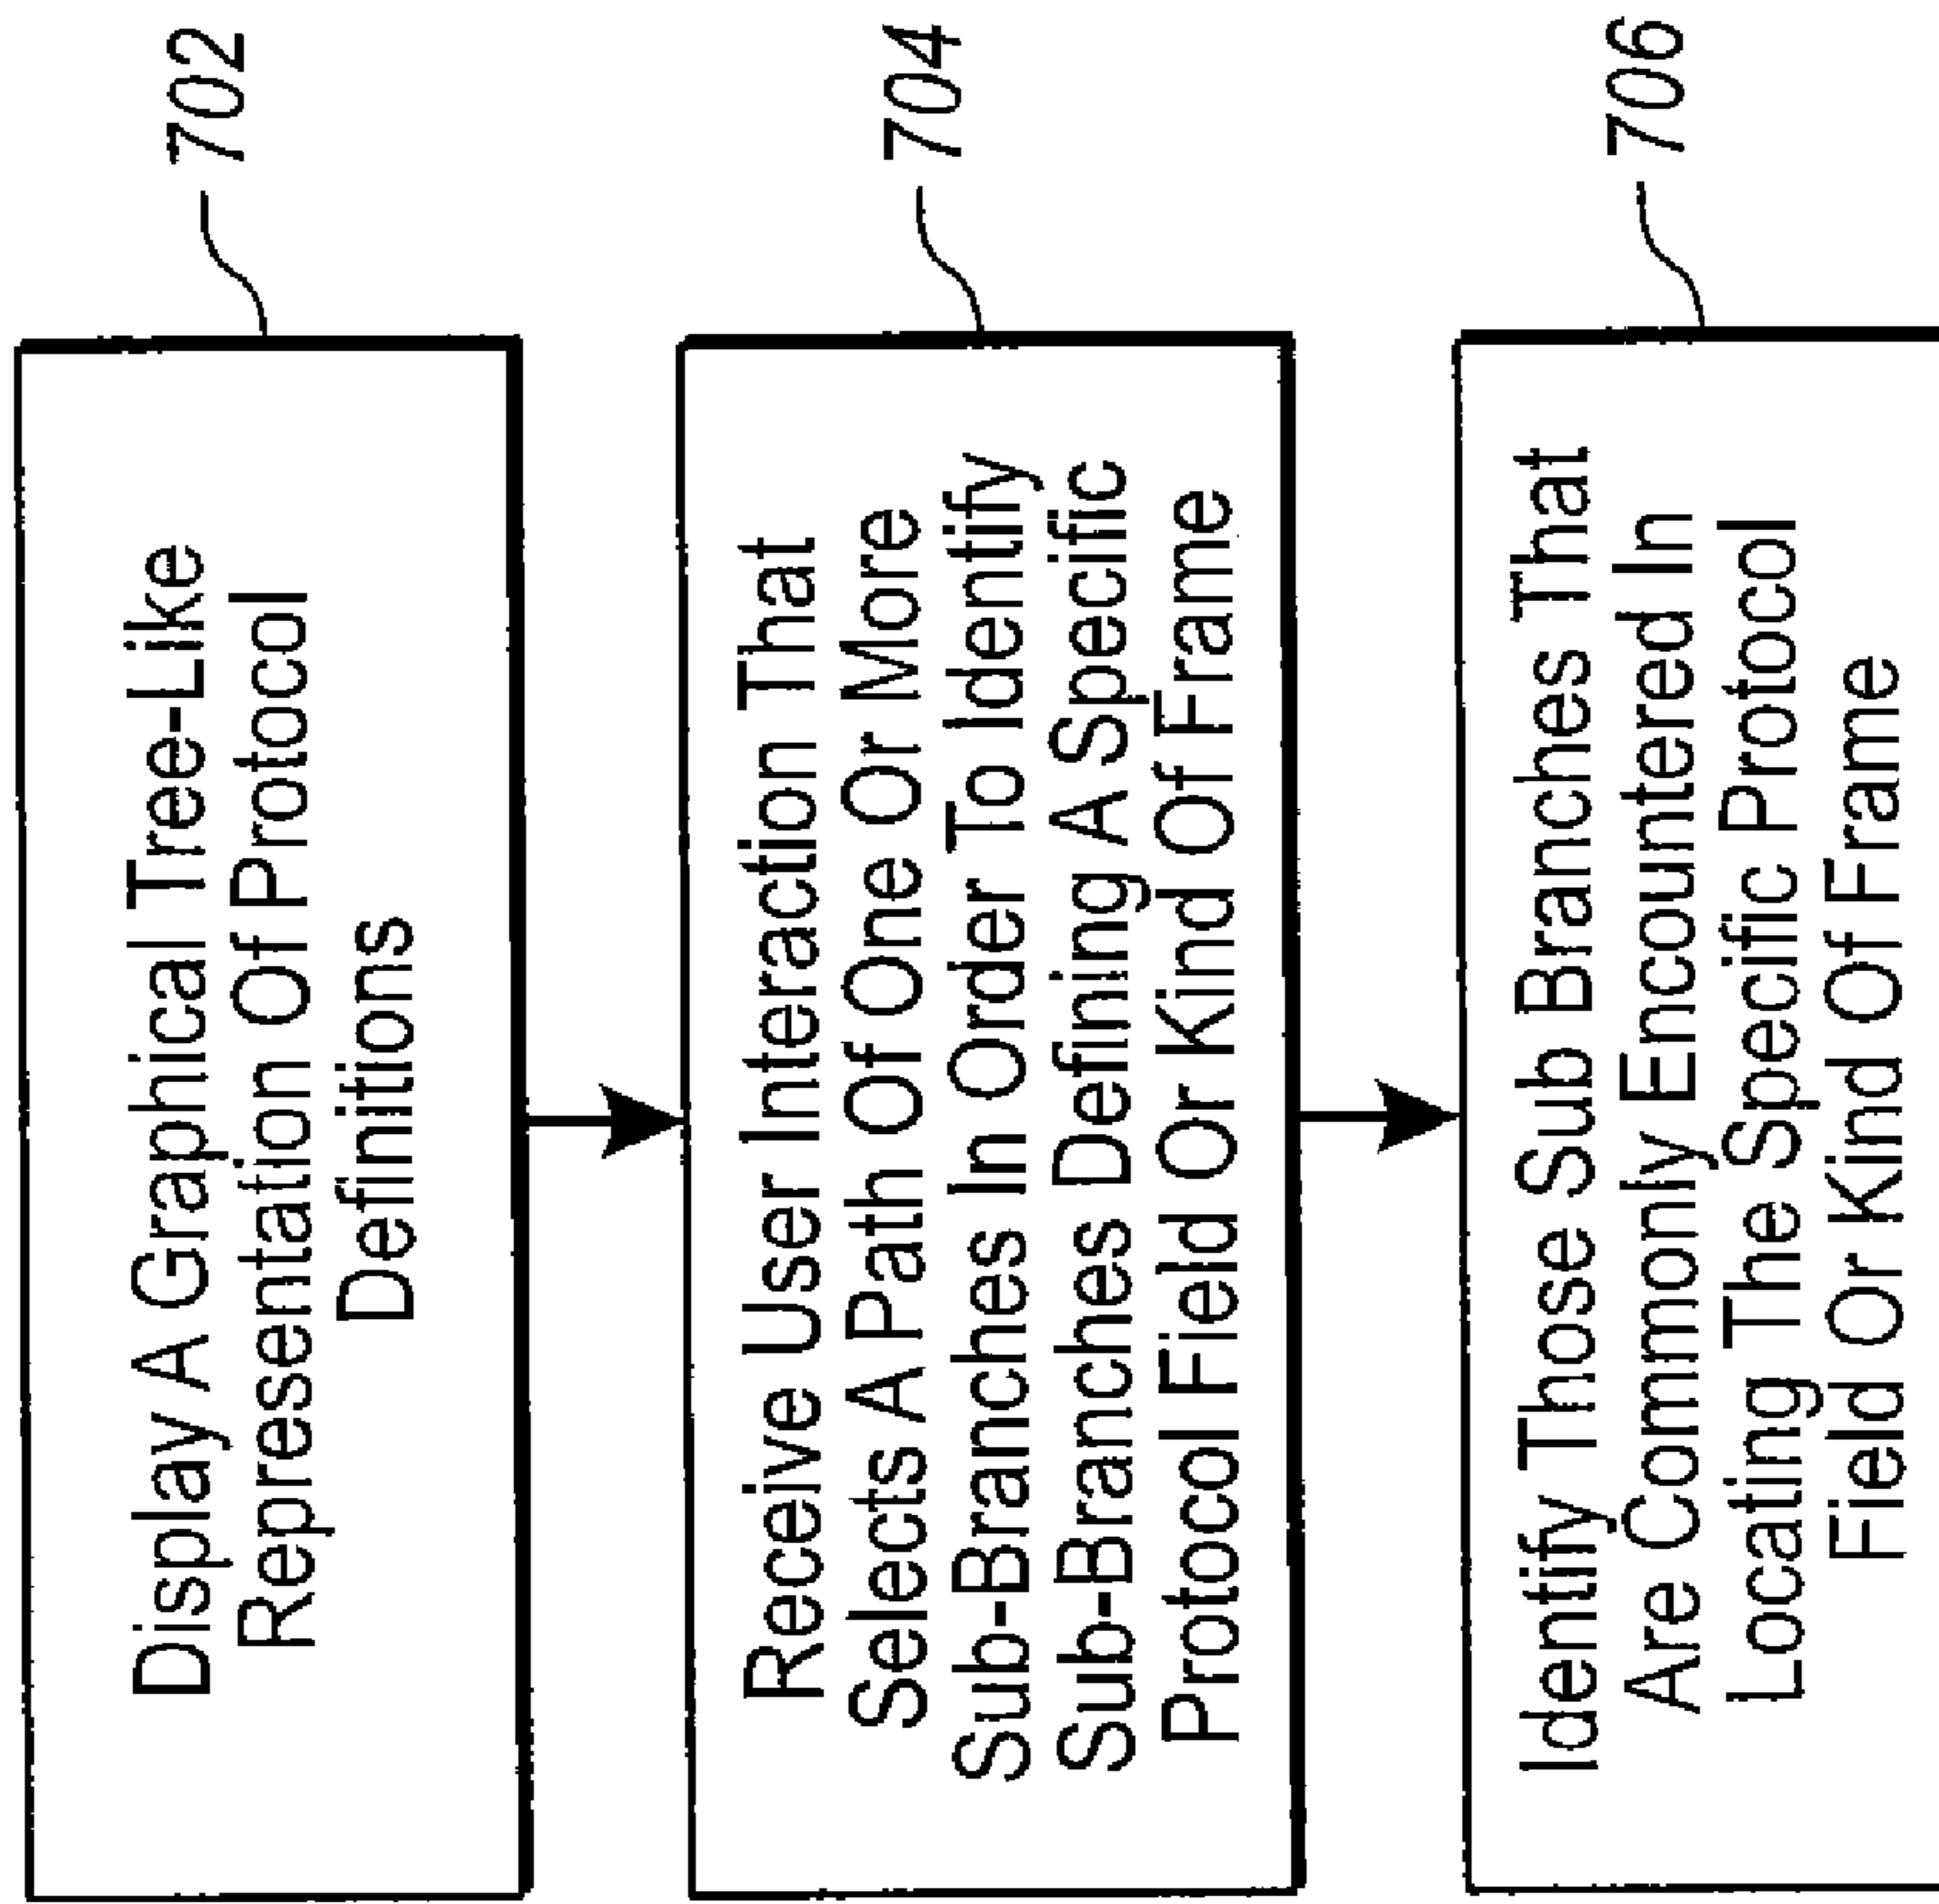 Display A Graphical Tree-Like
Representation Of Protocol
Definitions
702
Receive User Interaction That
Selects A Path Of One Or More
Sub-Branches In Order To Identify
Sub-Branches Defining A Specific
Protocol Field Or Kind Of Frame
704
Identify Those Sub Branches That
Are Commonly Encountered In
Locating The Specific Protocol
Field Or Kind Of Frame
706